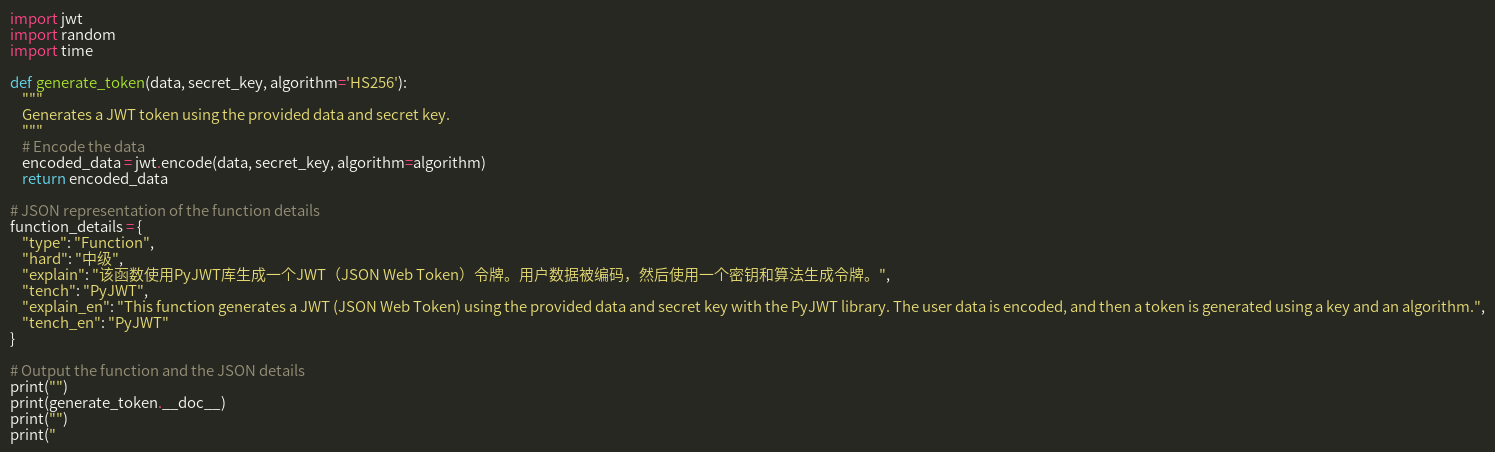 import jwt
import random
import time

def generate_token(data, secret_key, algorithm='HS256'):
    """
    Generates a JWT token using the provided data and secret key.
    """
    # Encode the data
    encoded_data = jwt.encode(data, secret_key, algorithm=algorithm)
    return encoded_data

# JSON representation of the function details
function_details = {
    "type": "Function",
    "hard": "中级",
    "explain": "该函数使用PyJWT库生成一个JWT（JSON Web Token）令牌。用户数据被编码，然后使用一个密钥和算法生成令牌。",
    "tench": "PyJWT",
    "explain_en": "This function generates a JWT (JSON Web Token) using the provided data and secret key with the PyJWT library. The user data is encoded, and then a token is generated using a key and an algorithm.",
    "tench_en": "PyJWT"
}

# Output the function and the JSON details
print("")
print(generate_token.__doc__)
print("")
print("